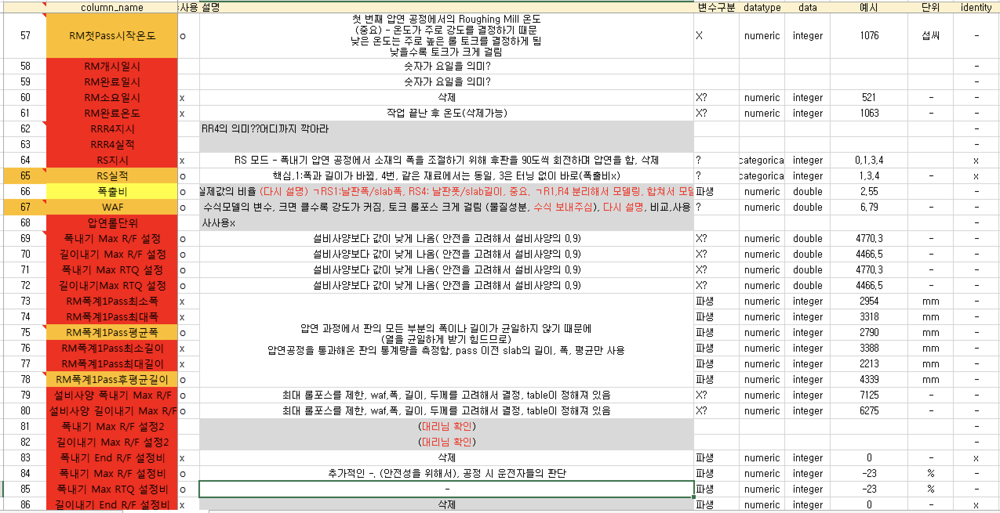 column_name :사용 설명 변수구분 datatype data 예시 단위 identity
첫 번째 압연 공정에서의 Roughing Mill 온도
(중요) - 온도가 주로 강도를 결정하기 때문
57 RM첫Pass시작온도 o X numeric integer 1076 섭씨 -
낮은 온도는 주로 높은 롤 토크를 결정하게 됨
낮을수록 토크가 크게 걸림
58 RM개시일시 숫자가 요일을 의미? -
59 RM완료일시 숫자가 요일을 의미? -
60 RM소요일시 x 삭제 X? numeric integer 521 - -
61 RM완료온도 x 작업 끝난 후 온도(삭제가능) X? numeric integer 1063 - -
62 RRR4지시 RR4의 의미??어디까지 깍아라 -
63 RRR4실적 -
64 RS지시 x RS 모드 - 폭내기 압연 공정에서 소재의 폭을 조절하기 위해 후판을 90도씩 회전하며 압연을 함, 삭제 ? categorica integer 0,1,3,4 x
65 RS실적 o 핵심,1:폭과 길이가 바뀜, 4번, 같은 재료에서는 동일, 3은 터닝 없이 바로(폭출비x) ? categorica integer 1,3,4 - x
66 폭출비 o 실제값의 비율 (다시 설명) ㄱRS1:날판폭/slab폭, RS4: 날판폿/slab길이, 중요, ㄱR1,R4 분리해서 모델링, 합쳐서 모델 파생 numeric double 2.55 - -
67 WAF o 수식모델의 변수, 크면 클수록 강도가 커짐, 토크 롤포스 크게 걸림 (물질성분, 수식 보내주심), 다시 설명, 비교,사용 ? numeric double 6.79 - -
68 압연롤단위 사사용x -
69 폭내기 Max R/F 설정 o 설비사양보다 값이 낮게 나옴( 안전을 고려해서 설비사양의 0.9) X? numeric double 4770.3 - -
70 길이내기 Max R/F 설정 o 설비사양보다 값이 낮게 나옴( 안전을 고려해서 설비사양의 0.9) X? numeric double 4466.5 - -
71 폭내기 Max RTQ 설정 o 설비사양보다 값이 낮게 나옴( 안전을 고려해서 설비사양의 0.9) X? numeric double 4770.3 - -
72 길이내기Max RTQ 설정 o 설비사양보다 값이 낮게 나옴( 안전을 고려해서 설비사양의 0.9) X? numeric double 4466.5 - -
73 RM폭계1Pass최소폭 x 파생 numeric integer 2954 mm -
74 RM폭계1Pass최대폭 x 파생 numeric integer 3318 mm -
압연 과정에서 판의 모든 부분의 폭이나 길이가 균일하지 않기 때문에
75 RM폭계1Pass평균폭 o 파생 numeric integer 2790 mm -
(열을 균일하게 받기 힘드므로)
76 RM폭계1Pass최소길이 x 파생 numeric integer 3388 mm -
압연공정을 통과해온 판의 통계량을 측정함, pass 이전 slab의 길이, 폭, 평균만 사용
77 RM폭계1Pass최대길이 x 파생 numeric integer 2213 mm -
78 RM폭계1Pass후평균길이 o 파생 numeric integer 4339 mm -
79 설비사양 폭내기 Max R/F o 최대 롤포스를 제한, waf,폭, 길이, 두께를 고려해서 결정, table이 정해져 있음 X? numeric integer 7125 - -
80 설비사양 길이내기 Max R/F o 최대 롤포스를 제한, waf,폭, 길이, 두께를 고려해서 결정, table이 정해져 있음 X? numeric integer 6275 - -
81 폭내기 Max R/F 설정2 (대리님 확인) -
82 길이내기 Max R/F 설정2 (대리님 확인) -
83 폭내기 End R/F 설정비 x 삭제 파생 numeric integer 0 - x
84 폭내기 Max R/F 설정비 o 추가적인 -, (안전성을 위해서), 공정 시 운전자들의 판단 파생 numeric integer -23 % -
85 폭내기 Max RTQ 설정비 o - 파생 numeric integer -23 % -
86 길이내기 End R/F 설정비 x 삭제 파생 numeric integer 0 - x